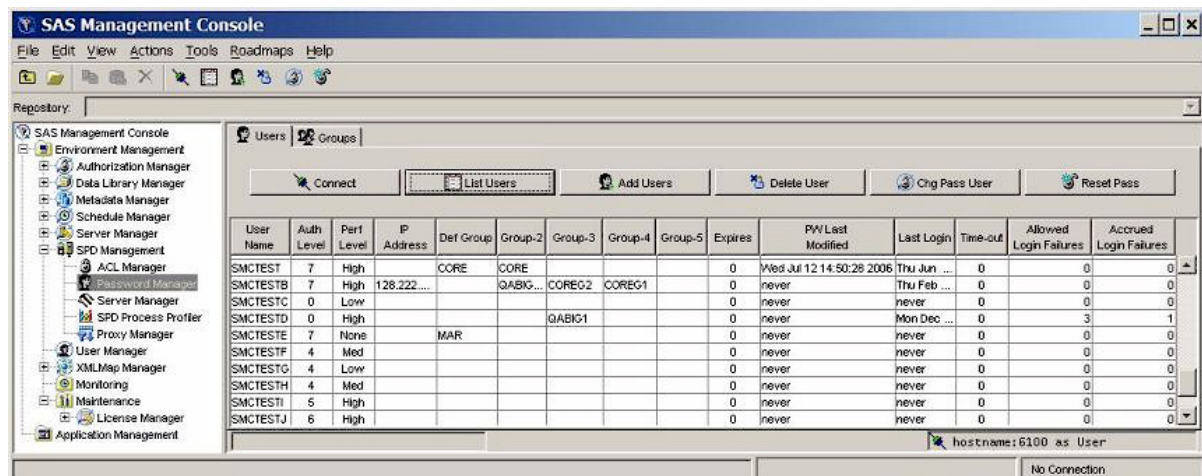 SAS Management Console
File Edit View Actions Tools Roadmaps Help
Repository:
SAS Management Console
Environment Management
Authorization Manager
Data Library Manager
Metadata Manager
Schedule Manager
Server Manager
SPD Management
ACL Manager
Password Manager
Server Manager
SPD Process Profiler
Proxy Manager
User Manager
XMLMap Manager
Monitoring
Maintenance
License Manager
Application Management
Users Groups
Connect List Users Add Users Delete User Chg Pass User Reset Pass
User Name Auth Level Perf Level IP Address Def Group Group-2 Group-3 Group-4 Group-5 Expires PW Last Modified Last Login Time-out Allowed Login Failures Accrued Login Failures
SMCTEST 7 High CORE CORE 0 Wed Jul 12 14:50:28 2006 Thu Jun ... 0 0 0
SMCTESTB 7 High 128.222.... QABIG... COREG2 COREG1 0 never Thu Feb ... 0 0 0
SMCTESTC 0 Low 0 never never 0 0 0
SMCTESTD 0 High QABIG1 0 never Mon Dec ... 0 3 1
SMCTESTE 7 None MAR 0 never never 0 0 0
SMCTESTF 4 Med 0 never never 0 0 0
SMCTESTG 4 Low 0 never never 0 0 0
SMCTESTH 4 Med 0 never never 0 0 0
SMCTESTI 5 High 0 never never 0 0 0
SMCTESTJ 6 High 0 never never 0 0 0
hostname:6100 as User
No Connection